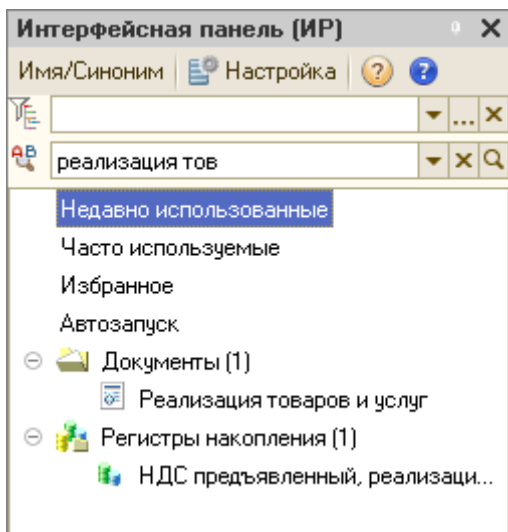 Интерфейсная панель (ИР)
Имя/Синоним Настройка ? ?
...
AB реализация тов
Недавно использованные
Часто используемые
Избранное
Автозапуск
Документы (1)
Реализация товаров и услуг
Регистры накопления (1)
НДС предъявленный, реализаци...